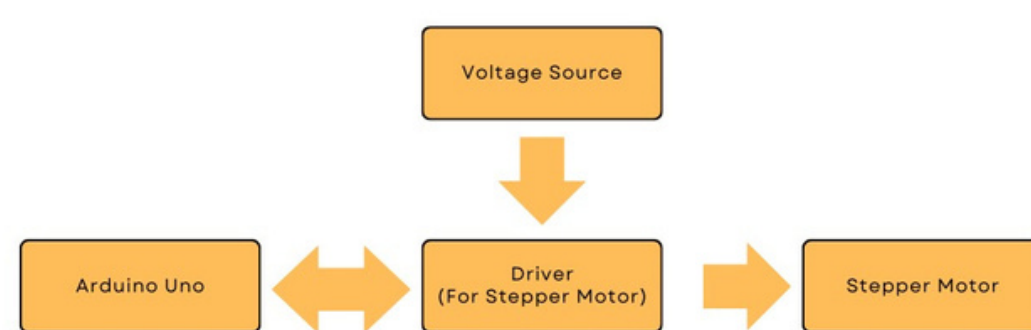 Voltage Source
Arduino Uno
Driver
(For Stepper Motor)
Stepper Motor